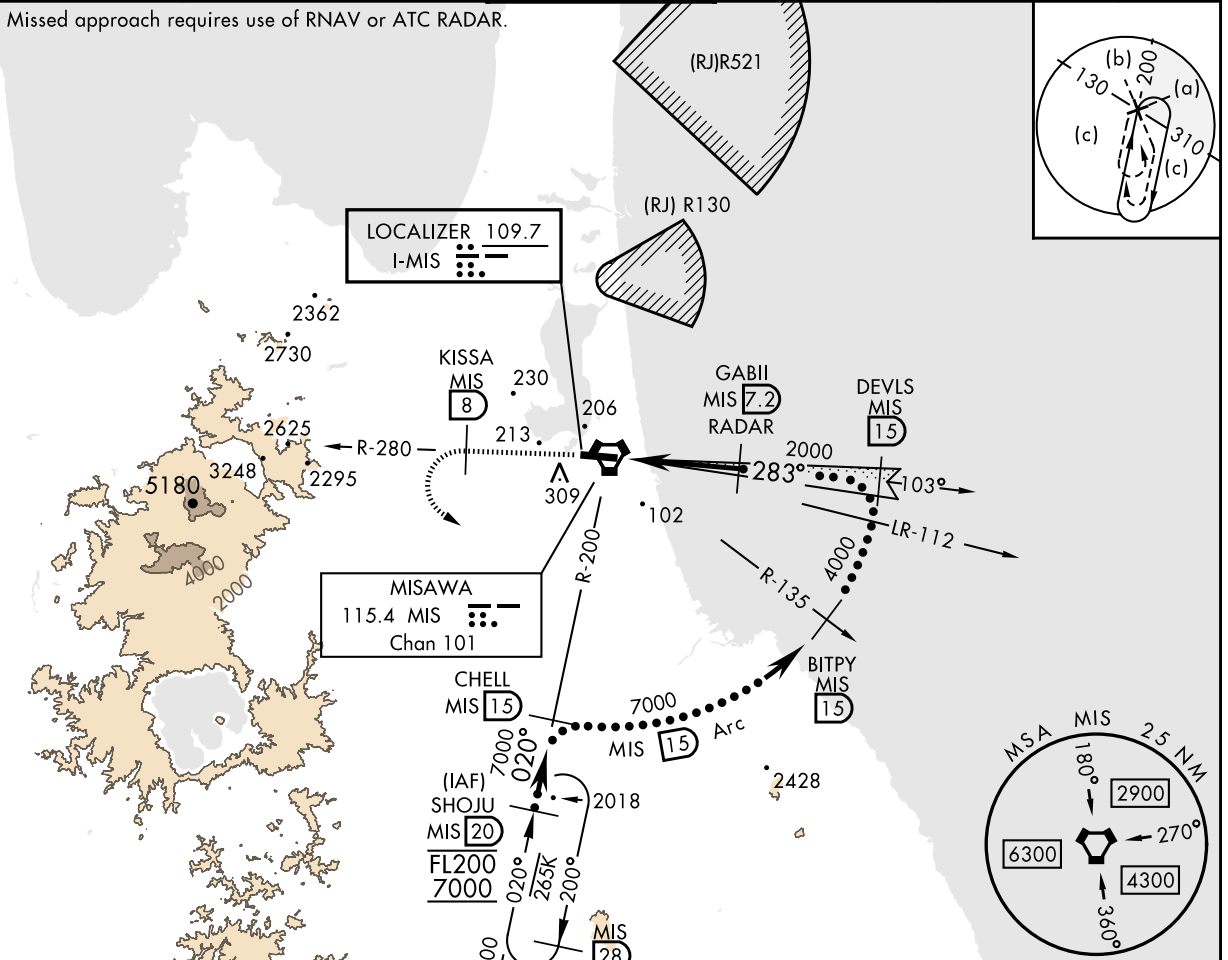 Missed approach requires use of RNAV or ATC RADAR.
(RJ)R521
(b)
200
130
(a)
(c)
310
(c)
(RJ) R130
LOCALIZER 109.7
I-MIS
2362
2730
KISSA
MIS
8
230
206
213
GABII
MIS 7.2
RADAR
DEVLS
MIS
15
2000
2625
R-280
3248
2295
5180
283°
103°
309
102
LR-112
4000
2000
R-200
4000
R-135
MISAWA
115.4 MIS
Chan 101
CHELL
MIS 15
7000
MIS 15 Arc
BITPY
MIS
15
7000
020°
(IAF)
SHOJU
MIS 20
FL200
7000
2018
2428
020°
265K
200°
MIS
28
00
MSA MIS 25 NM
180°
2900
270°
6300
4300
360°